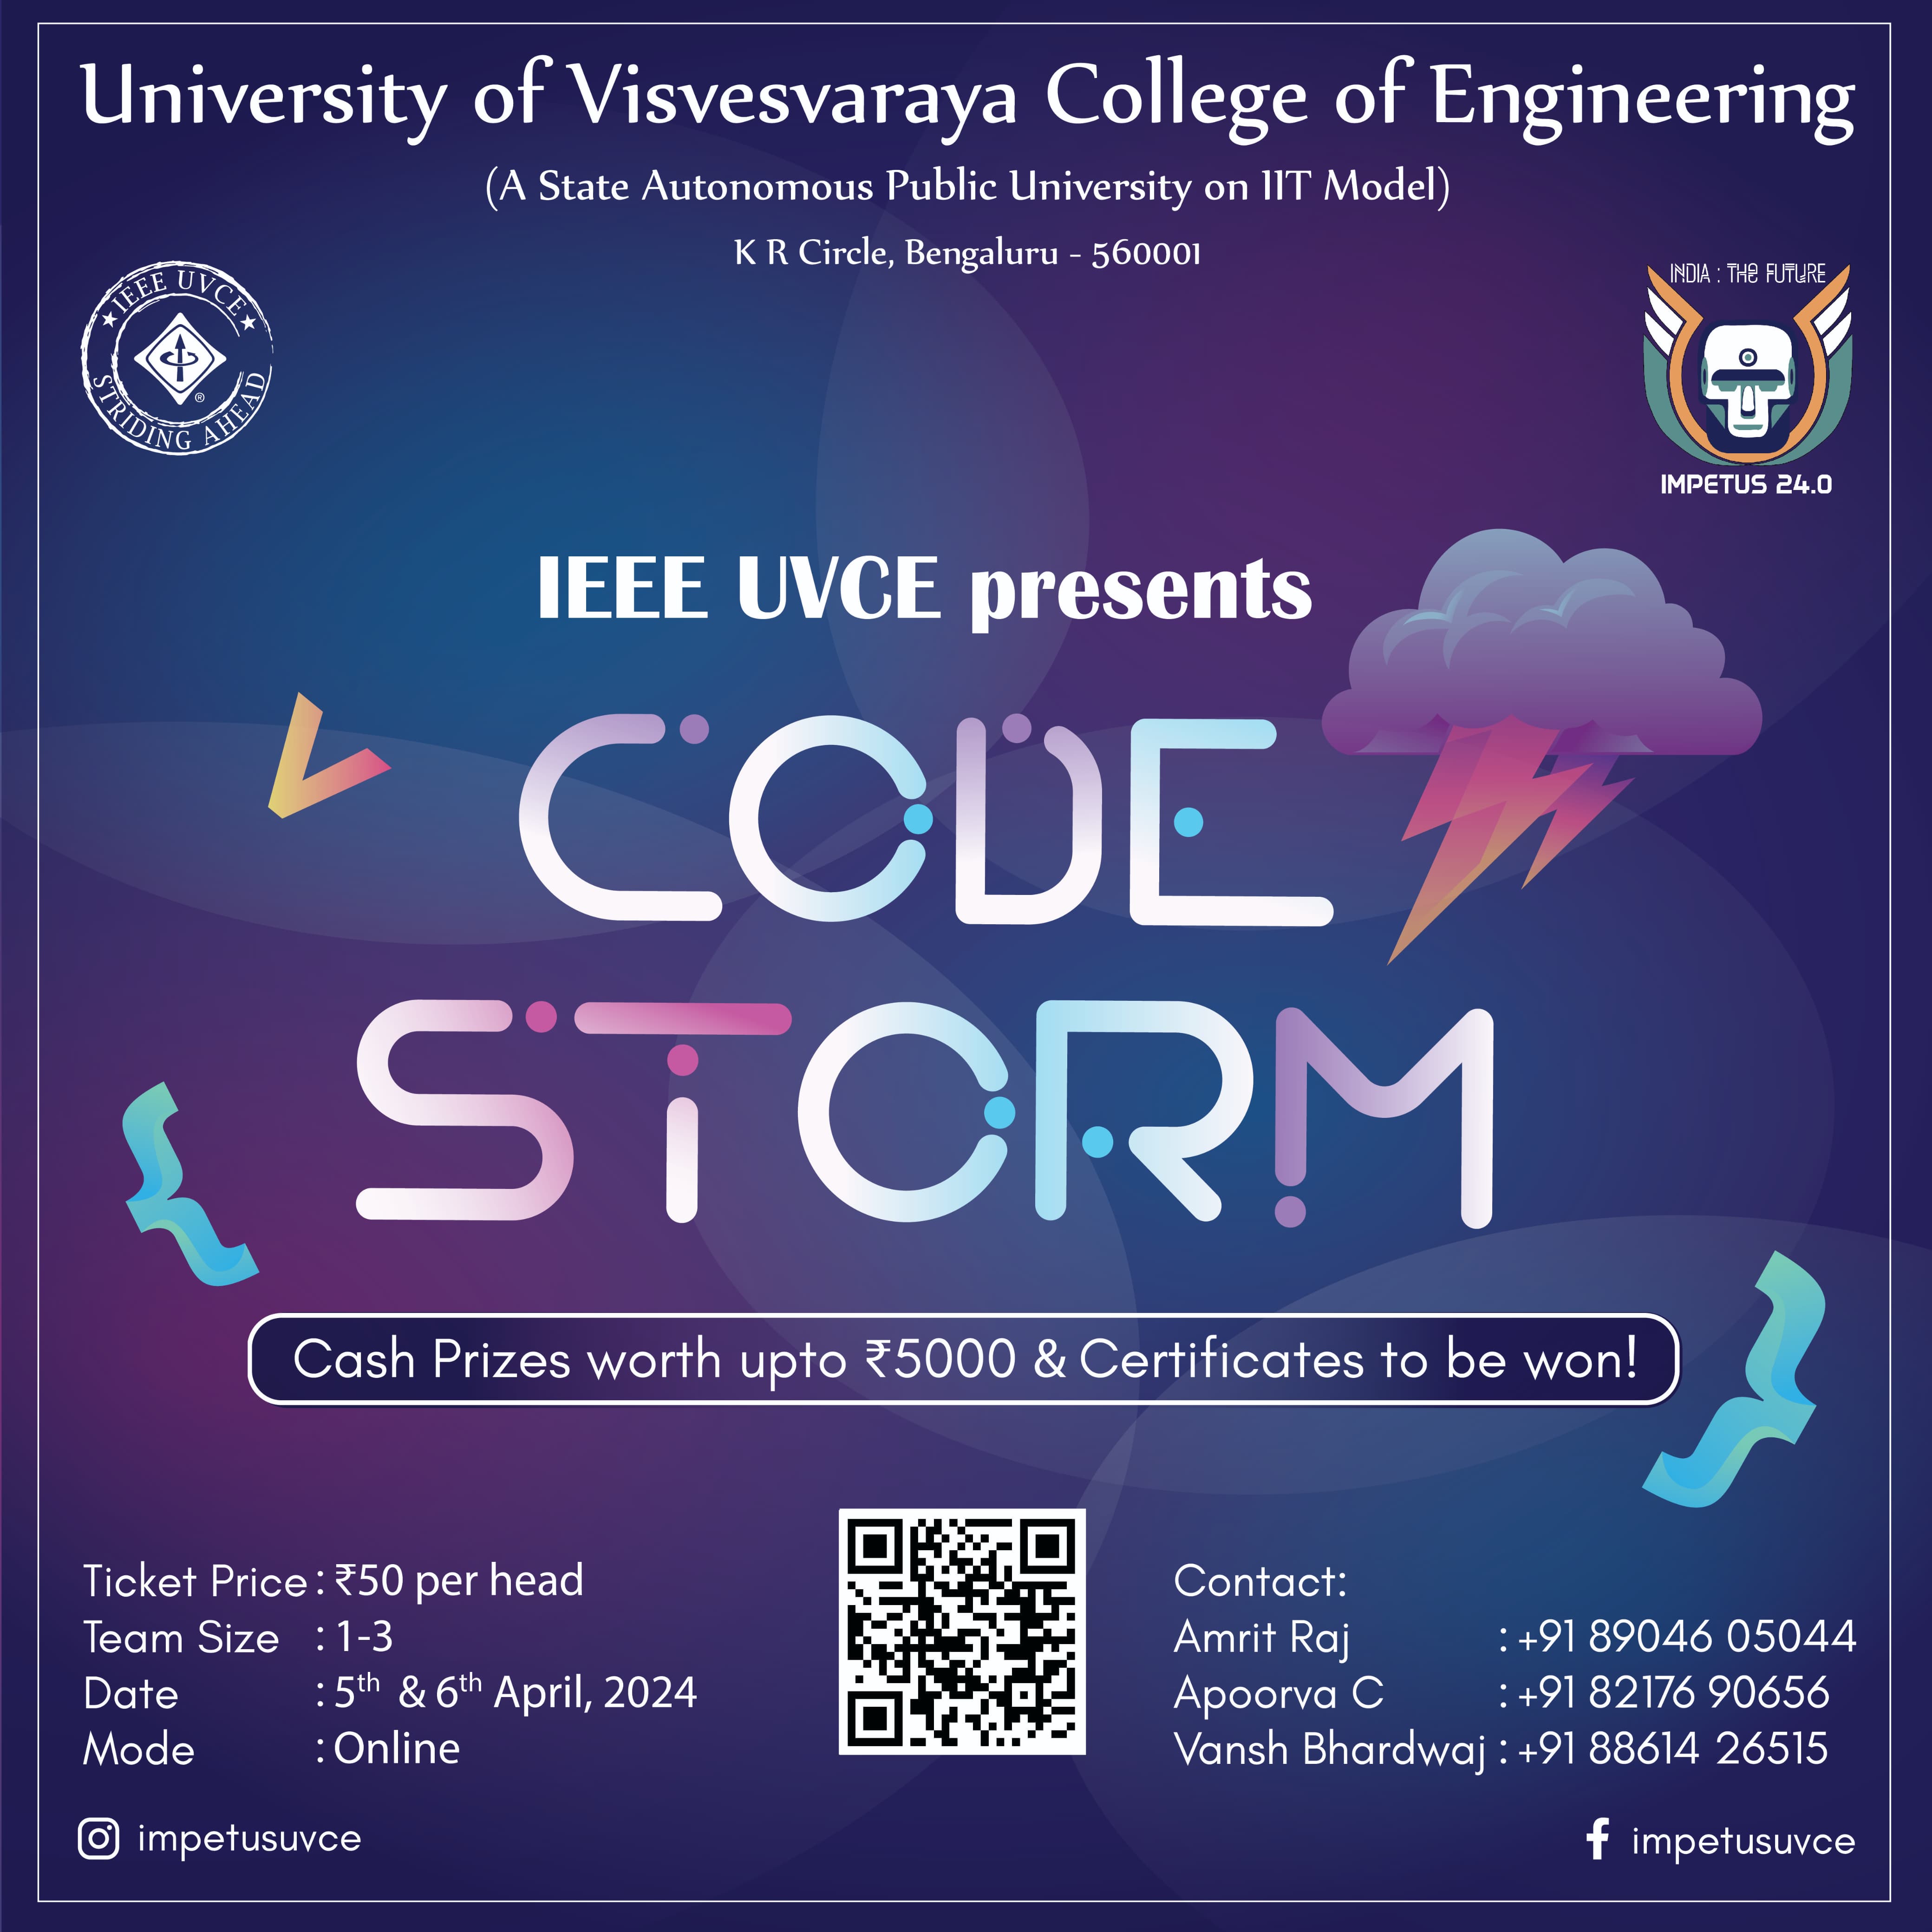 University of Visvesvaraya College of Engineering
(A State Autonomous Public University on IIT Model)
K R Circle, Bengaluru - 560001
IEEE UVCE
STRIDING AHEAD
®
INDIA : THE FUTURE
IMPETUS 24.0
IEEE UVCE presents
CODE
STORM
Cash Prizes worth upto ₹5000 & Certificates to be won!
Ticket Price : ₹50 per head
Team Size : 1-3
Date : 5th & 6th April, 2024
Mode : Online
Contact:
Amrit Raj : +91 89046 05044
Apoorva C : +91 82176 90656
Vansh Bhardwaj : +91 88614 26515
impetusuvce
impetusuvce